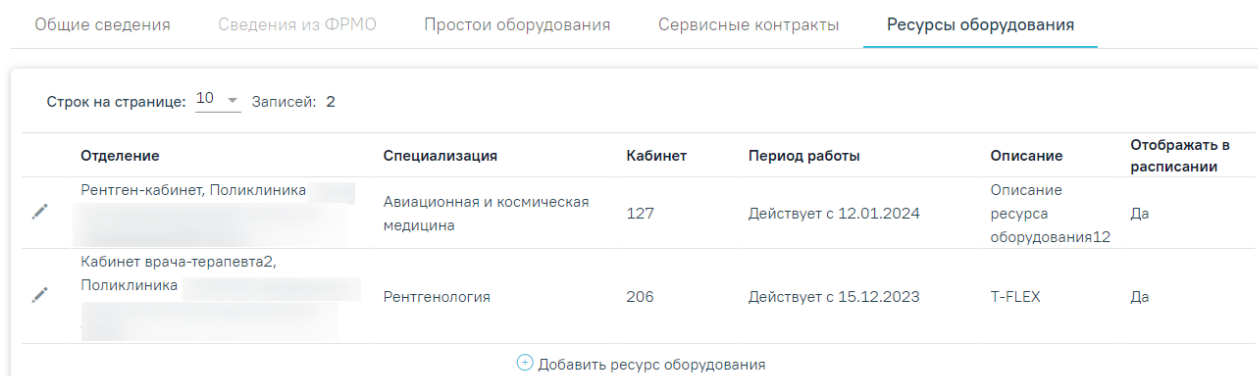 Общие сведения Сведения из ФРМО Простои оборудования Сервисные контракты Ресурсы оборудования
Строк на странице: 10 Записей: 2
Отделение Специализация Кабинет Период работы Описание Отображать в расписании
Рентген-кабинет, Поликлиника
Авиационная и космическая
медицина
127
Действует с 12.01.2024
Описание
ресурса
оборудования12
Да
Кабинет врача-терапевта2,
Поликлиника
Рентгенология
206
Действует с 15.12.2023
T-FLEX
Да
Добавить ресурс оборудования